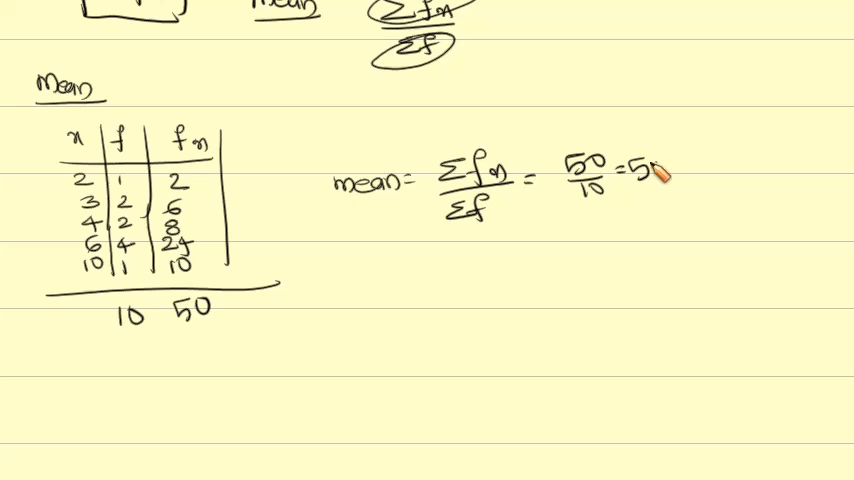 mean Σfx
Σf
Mean
x f fx
2 1 2
3 2 6
4 2 8
6 4 24
10 1 10
10 50
mean = Σfx/Σf = 50/10 = 5